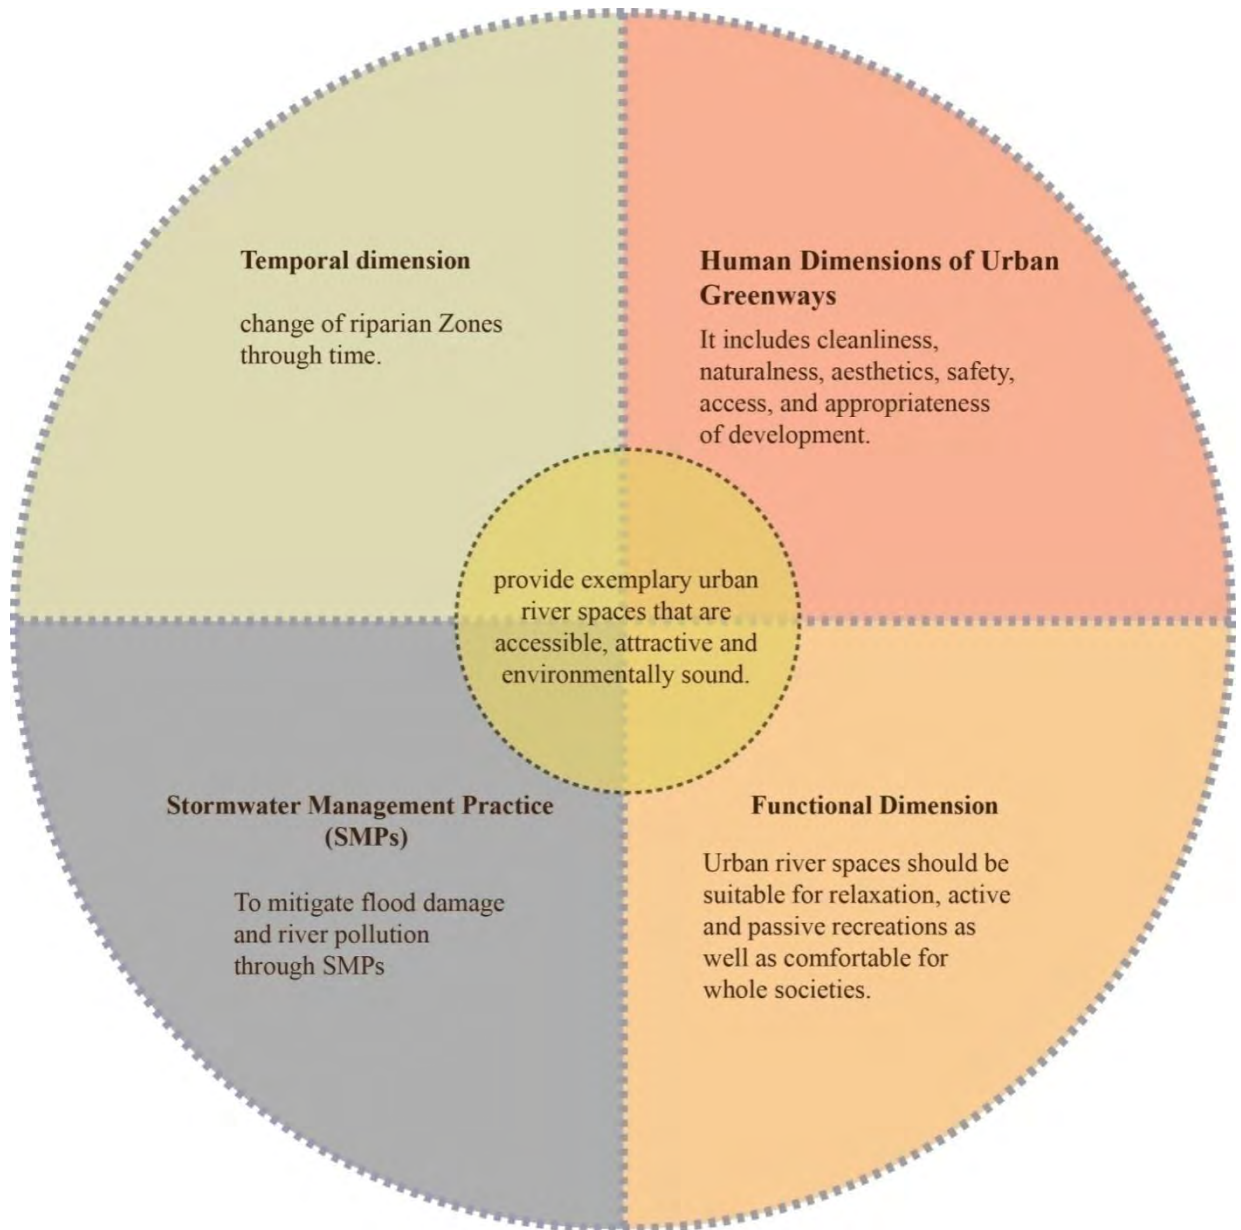 Temporal dimension
change of riparian Zones
through time.
Human Dimensions of Urban
Greenways
It includes cleanliness,
naturalness, aesthetics, safety,
access, and appropriateness
of development.
provide exemplary urban
river spaces that are
accessible, attractive and
environmentally sound.
Stormwater Management Practice
(SMPs)
To mitigate flood damage
and river pollution
through SMPs
Functional Dimension
Urban river spaces should be
suitable for relaxation, active
and passive recreations as
well as comfortable for
whole societies.